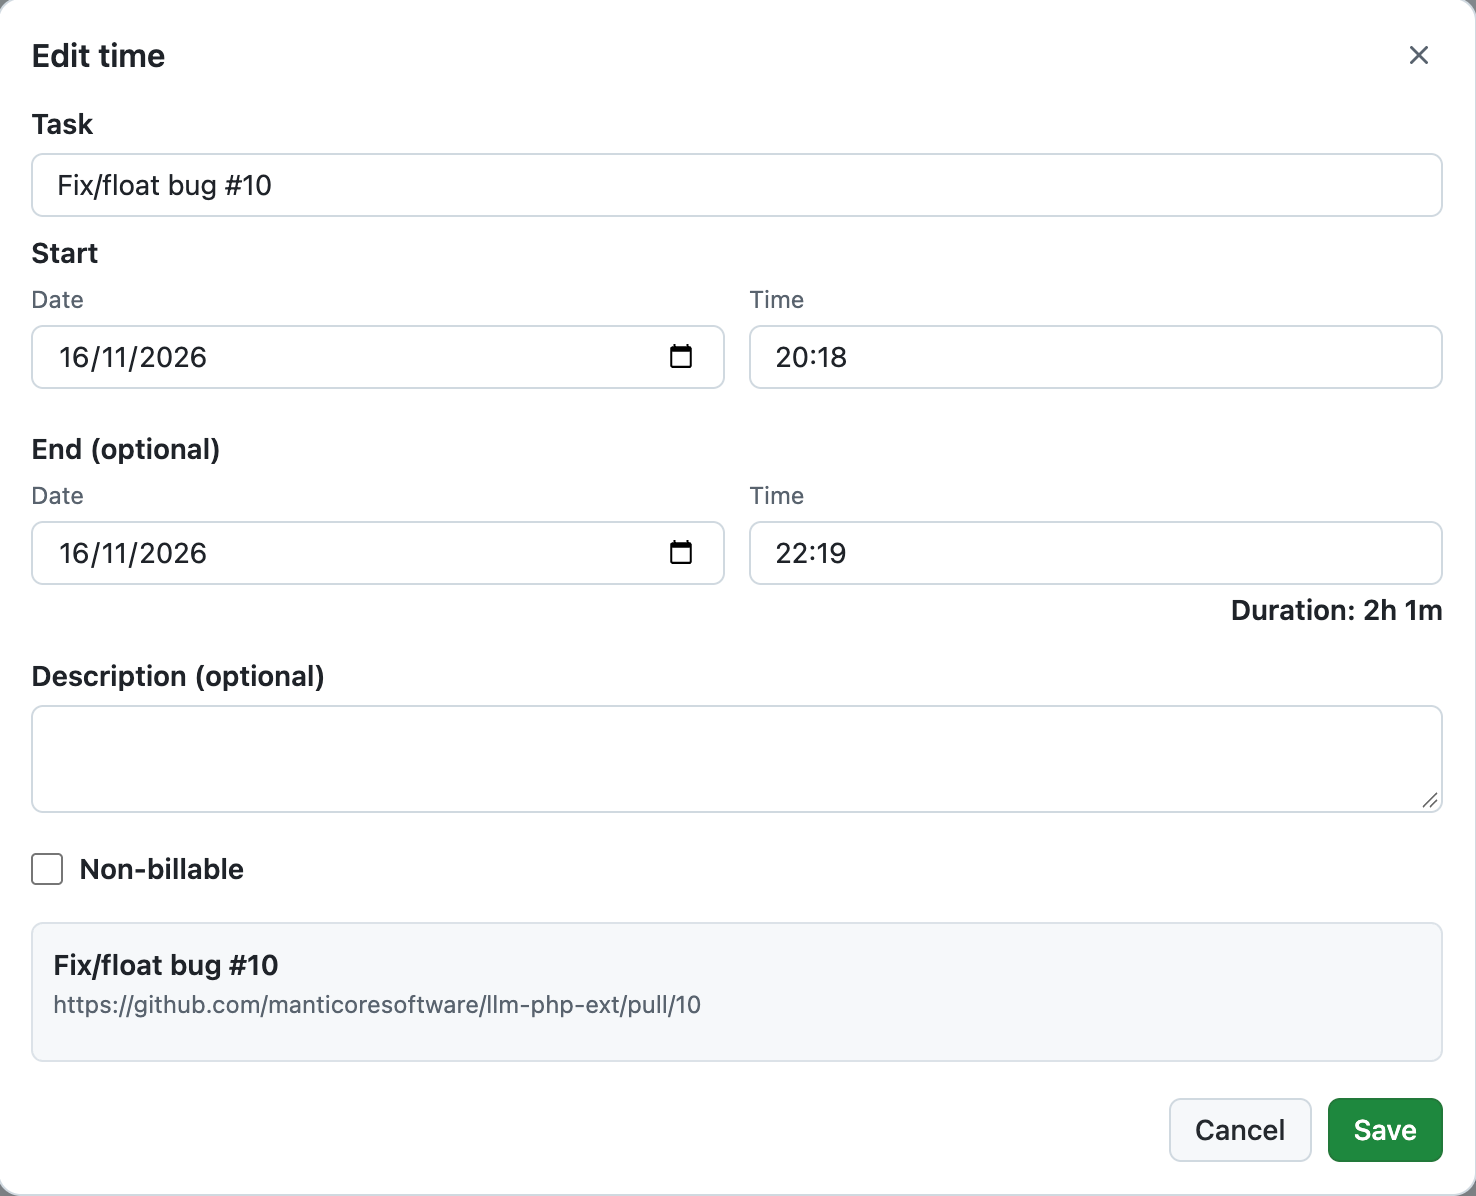 Edit time
Task
Fix/float bug #10
Start
Date
Time
16/11/2026
20:18
End (optional)
Date
Time
16/11/2026
22:19
Duration: 2h 1m
Description (optional)
Non-billable
Fix/float bug #10
https://github.com/manticoresoftware/llm-php-ext/pull/10
Cancel
Save